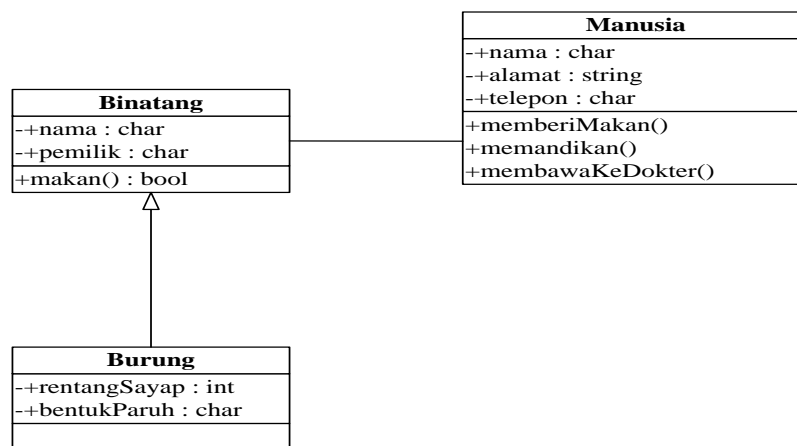 Manusia
-+nama : char
-+alamat : string
-+telepon : char
+memberiMakan()
+memandikan()
+membawaKeDokter()
Binatang
-+nama : char
-+pemilik : char
+makan() : bool
Burung
-+rentangSayap : int
-+bentukParuh : char